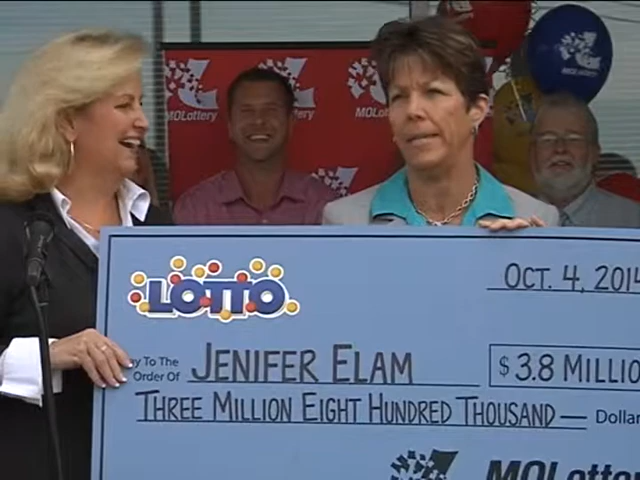 MOLottery
MOLottery
MOLottery
LOTTO
OCT. 4, 2014
Pay To The
Order Of
JENIFER ELAM
$3.8 MILLION
THREE MILLION EIGHT HUNDRED THOUSAND — Dollars
MOLottery